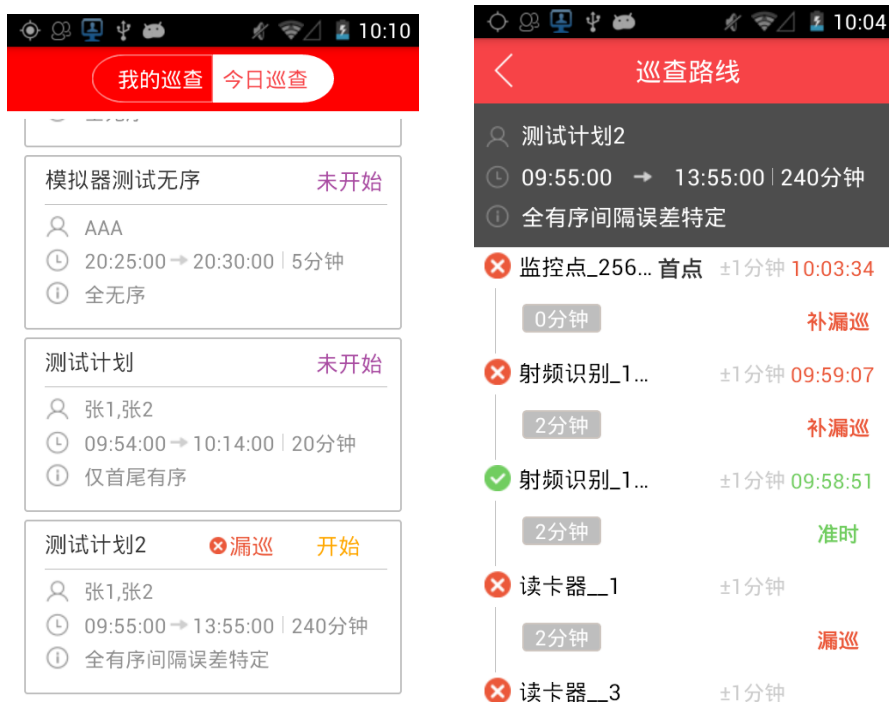 10:10
我的巡查 今日巡查
模拟器测试无序 未开始
AAA
20:25:00 20:30:00 5分钟
全无序
测试计划 未开始
张1,张2
09:54:00 10:14:00 20分钟
仅首尾有序
测试计划2 漏巡 开始
张1,张2
09:55:00 13:55:00 240分钟
全有序间隔误差特定
10:04
巡查路线
测试计划2
09:55:00 13:55:00 240分钟
全有序间隔误差特定
监控点_256... 首点 ±1分钟 10:03:34
0分钟 补漏巡
射频识别_1... ±1分钟 09:59:07
2分钟 补漏巡
射频识别_1... ±1分钟 09:58:51
2分钟 准时
读卡器__1 ±1分钟
2分钟 漏巡
读卡器__3 ±1分钟